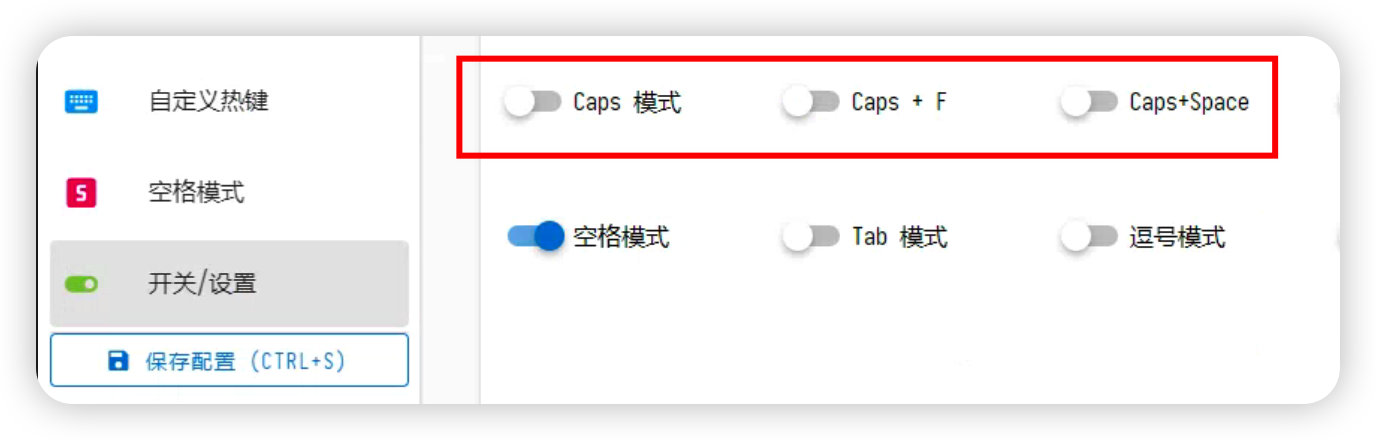 自定义热键
空格模式
开关/设置
保存配置 (CTRL+S)
Caps 模式 Caps + F Caps+Space
空格模式 Tab 模式 逗号模式